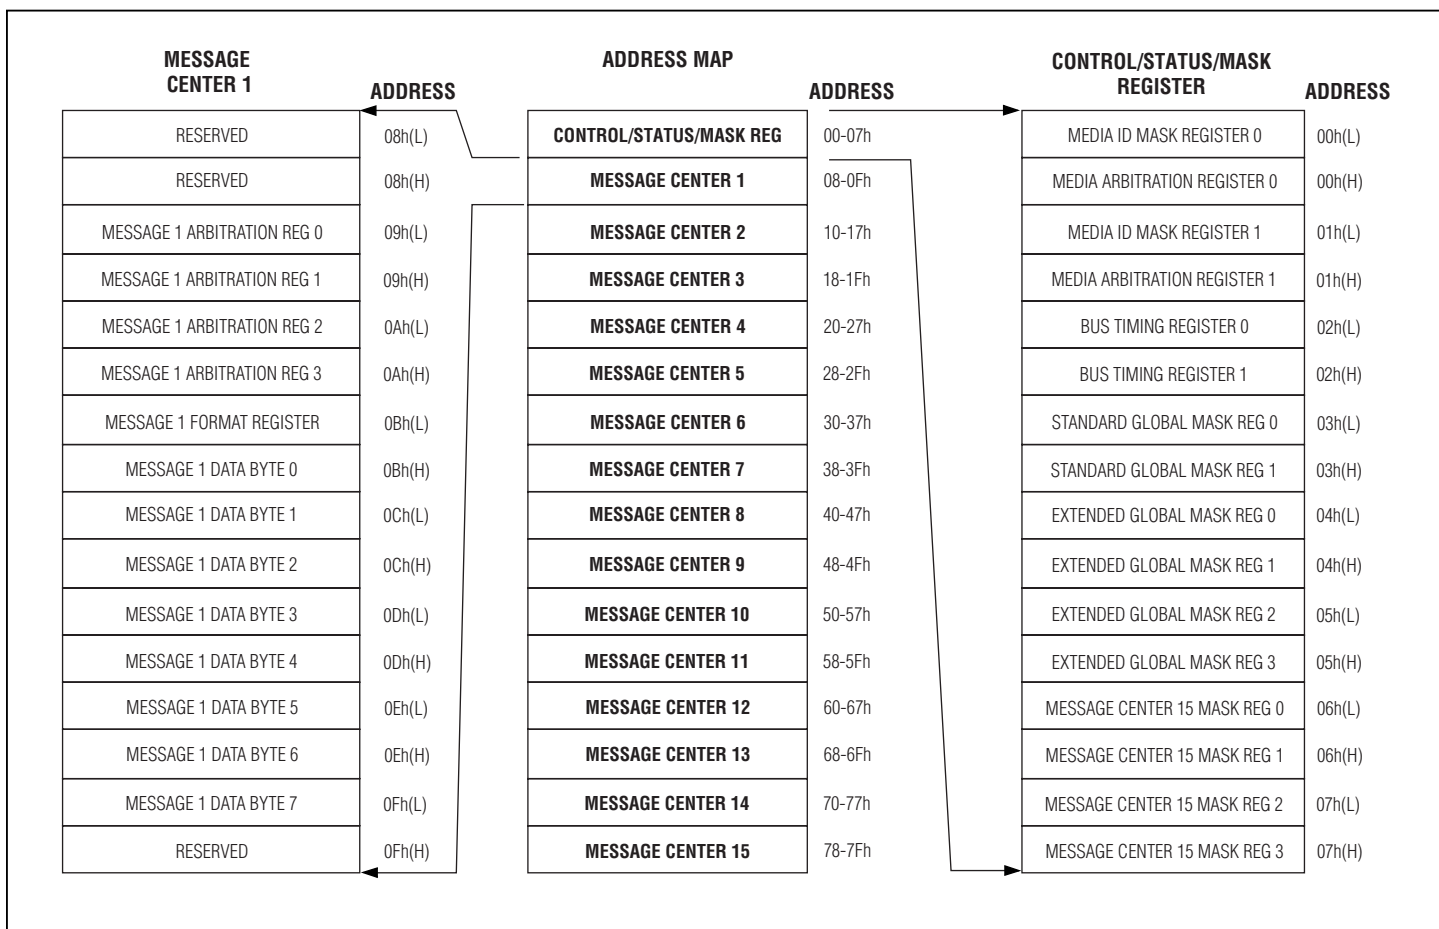 MESSAGE
CENTER 1
ADDRESS
RESERVED 08h(L)
RESERVED 08h(H)
MESSAGE 1 ARBITRATION REG 0 09h(L)
MESSAGE 1 ARBITRATION REG 1 09h(H)
MESSAGE 1 ARBITRATION REG 2 0Ah(L)
MESSAGE 1 ARBITRATION REG 3 0Ah(H)
MESSAGE 1 FORMAT REGISTER 0Bh(L)
MESSAGE 1 DATA BYTE 0 0Bh(H)
MESSAGE 1 DATA BYTE 1 0Ch(L)
MESSAGE 1 DATA BYTE 2 0Ch(H)
MESSAGE 1 DATA BYTE 3 0Dh(L)
MESSAGE 1 DATA BYTE 4 0Dh(H)
MESSAGE 1 DATA BYTE 5 0Eh(L)
MESSAGE 1 DATA BYTE 6 0Eh(H)
MESSAGE 1 DATA BYTE 7 0Fh(L)
RESERVED 0Fh(H)
ADDRESS MAP
ADDRESS
CONTROL/STATUS/MASK REG 00-07h
MESSAGE CENTER 1 08-0Fh
MESSAGE CENTER 2 10-17h
MESSAGE CENTER 3 18-1Fh
MESSAGE CENTER 4 20-27h
MESSAGE CENTER 5 28-2Fh
MESSAGE CENTER 6 30-37h
MESSAGE CENTER 7 38-3Fh
MESSAGE CENTER 8 40-47h
MESSAGE CENTER 9 48-4Fh
MESSAGE CENTER 10 50-57h
MESSAGE CENTER 11 58-5Fh
MESSAGE CENTER 12 60-67h
MESSAGE CENTER 13 68-6Fh
MESSAGE CENTER 14 70-77h
MESSAGE CENTER 15 78-7Fh
CONTROL/STATUS/MASK
REGISTER
ADDRESS
MEDIA ID MASK REGISTER 0 00h(L)
MEDIA ARBITRATION REGISTER 0 00h(H)
MEDIA ID MASK REGISTER 1 01h(L)
MEDIA ARBITRATION REGISTER 1 01h(H)
BUS TIMING REGISTER 0 02h(L)
BUS TIMING REGISTER 1 02h(H)
STANDARD GLOBAL MASK REG 0 03h(L)
STANDARD GLOBAL MASK REG 1 03h(H)
EXTENDED GLOBAL MASK REG 0 04h(L)
EXTENDED GLOBAL MASK REG 1 04h(H)
EXTENDED GLOBAL MASK REG 2 05h(L)
EXTENDED GLOBAL MASK REG 3 05h(H)
MESSAGE CENTER 15 MASK REG 0 06h(L)
MESSAGE CENTER 15 MASK REG 1 06h(H)
MESSAGE CENTER 15 MASK REG 2 07h(L)
MESSAGE CENTER 15 MASK REG 3 07h(H)